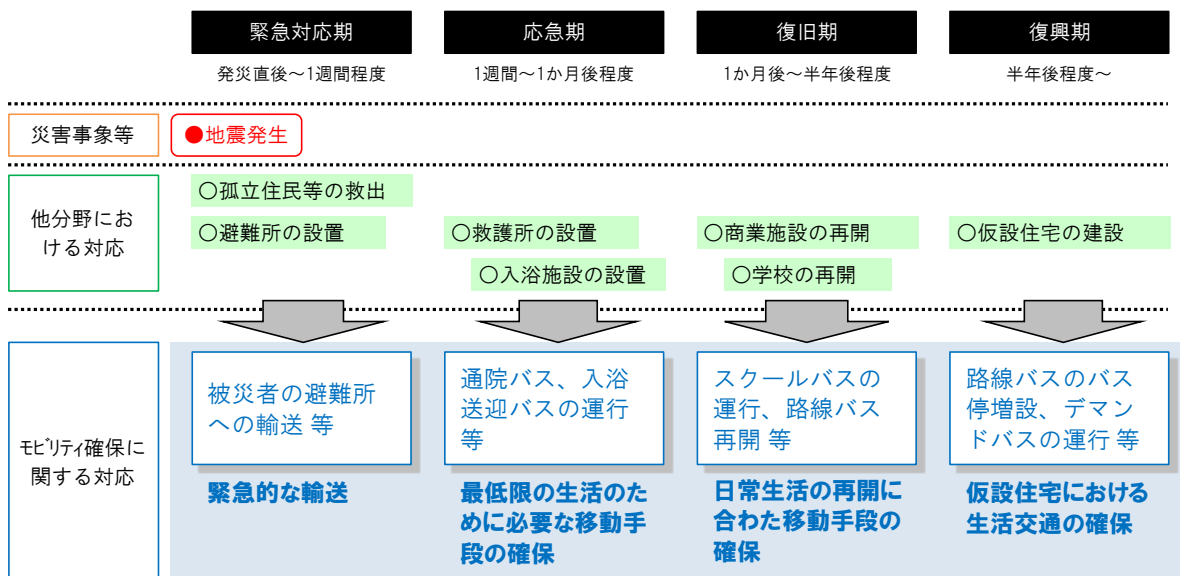 緊急対応期
応急期
復旧期
復興期
発災直後～1週間程度
1週間～1か月後程度
1か月後～半年後程度
半年後程度～
災害事象等
●地震発生
他分野にお
ける対応
○孤立住民等の救出
○避難所の設置
○救護所の設置
○入浴施設の設置
○商業施設の再開
○学校の再開
○仮設住宅の建設
ﾓﾋﾞﾘﾃｨ確保に
関する対応
被災者の避難所
への輸送 等
緊急的な輸送
通院バス、入浴
送迎バスの運行
等
最低限の生活のた
めに必要な移動手
段の確保
スクールバスの
運行、路線バス
再開 等
日常生活の再開に
合わた移動手段の
確保
路線バスのバス
停増設、デマン
ドバスの運行 等
仮設住宅における
生活交通の確保